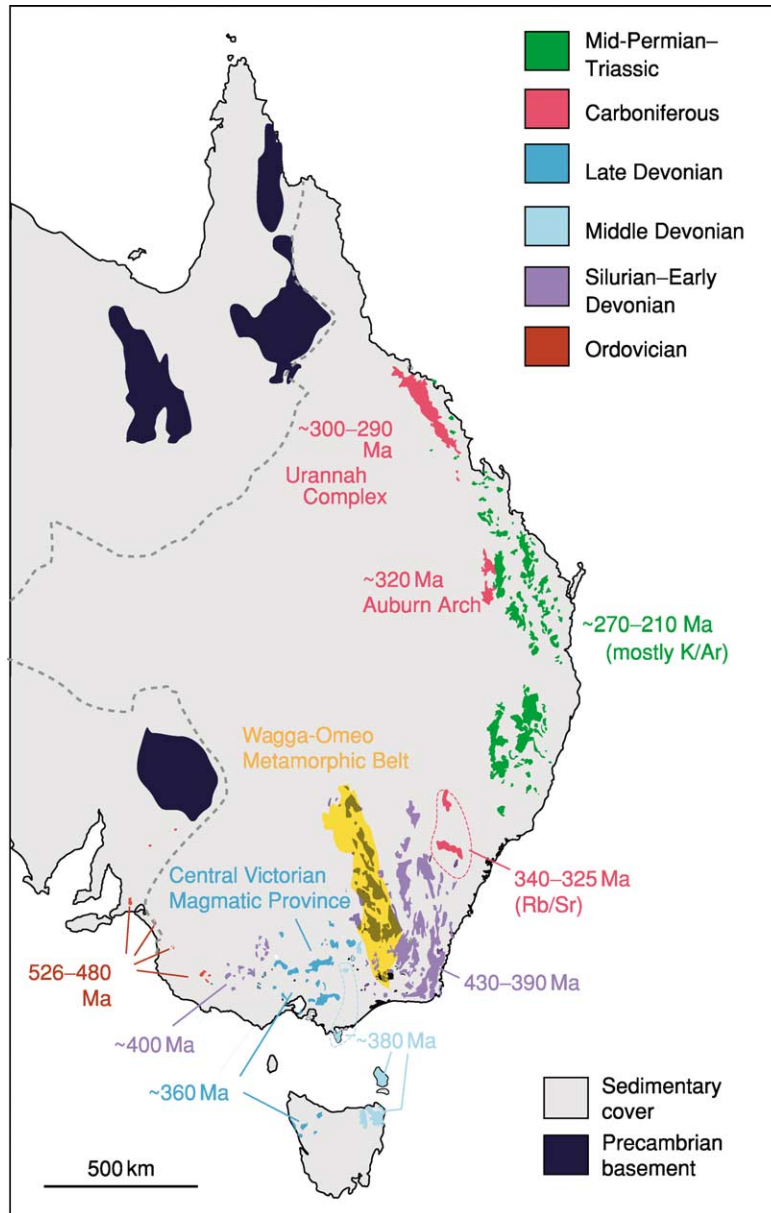 Mid-Permian–
Triassic
Carboniferous
Late Devonian
Middle Devonian
Silurian–Early
Devonian
Ordovician
~300–290
Ma
Urannah
Complex
~320 Ma
Auburn Arch
~270–210 Ma
(mostly K/Ar)
Wagga-Omeo
Metamorphic Belt
Central Victorian
Magmatic Province
340–325 Ma
(Rb/Sr)
526–480
Ma
430–390 Ma
~400 Ma
~380 Ma
~360 Ma
Sedimentary
cover
Precambrian
basement
500 km